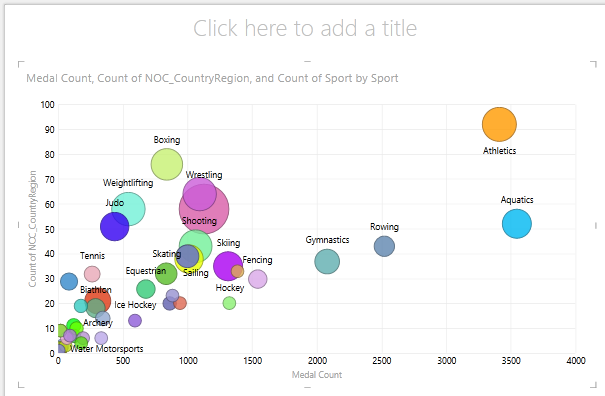 Click here to add a title
Medal Count, Count of NOC_CountryRegion, and Count of Sport by Sport
Count of NOC_CountryRegion
100
90
80
70
60
50
40
30
20
10
0
Athletics
Boxing
Wrestling
Weightlifting
Judo
Aquatics
Shooting
Rowing
Skiing
Gymnastics
Skating
Tennis
Fencing
Sailing
Equestrian
Biathlon
Hockey
Ice Hockey
Archery
Water Motorsports
0 500 1000 1500 2000 2500 3000 3500 4000
Medal Count